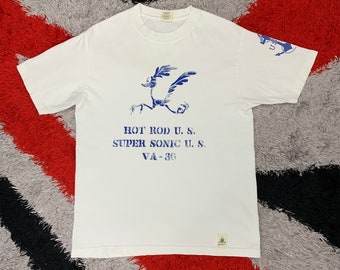 HOT ROD U. S.
SUPER SONIC U. S.
VA - 36